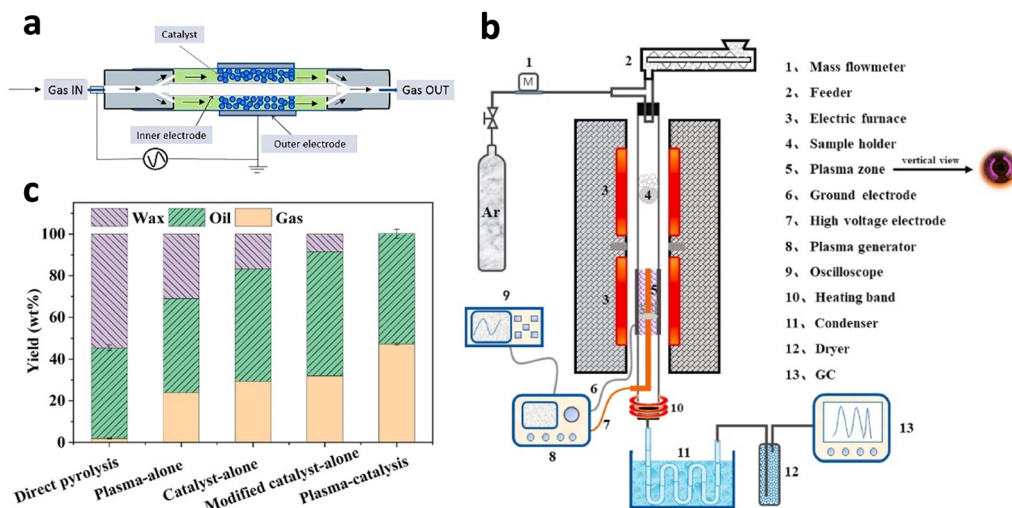 a
Catalyst
Gas IN
Gas OUT
Inner electrode
Outer electrode
b
1
M
2
Ar
3
4
3
5
9
6
7
8
10
11
12
13
1、 Mass flowmeter
2、 Feeder
3、 Electric furnace
4、 Sample holder
5、 Plasma zone
vertical view
6、 Ground electrode
7、 High voltage electrode
8、 Plasma generator
9、 Oscilloscope
10、 Heating band
11、 Condenser
12、 Dryer
13、 GC
c
Wax Oil Gas
Yield (wt%)
100
80
60
40
20
0
Direct pyrolysis
Plasma-alone
Catalyst-alone
Modified catalyst-alone
Plasma-catalysis